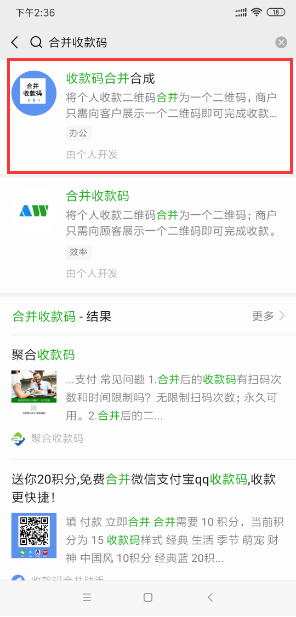 下午2:36
18
合并收款码
合并
收款码
收款码合并合成
将个人收款二维码合并为一个二维码，商户
只需向客户展示一个二维码即可完成收款...
办公
由个人开发
合并收款码
将个人收款二维码合并为一个二维码；商户
只需向顾客展示一个二维码即可完成收款。
效率
由个人开发
合并收款码 - 结果
更多
聚合收款码
...支付 常见问题 1.合并后的收款码有扫码次
数和时间限制吗？无限制扫码次数；永久可
用。2.合并后的二...
聚合收款码
送你20积分,免费合并微信支付宝qq收款码,收款
更快捷！
填 付款 立即合并 合并需要 10 积分，当前积
分为 15 收款码样式 经典 生活 季节 萌宠 财
神 中国风 10积分 经典蓝 20积...
收款码合并助手